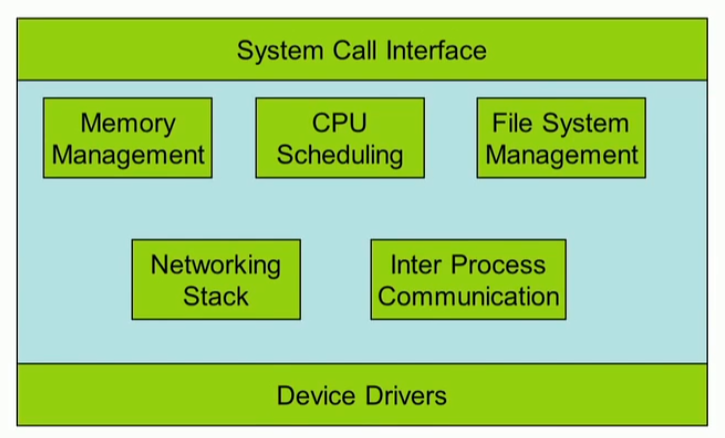 System Call Interface
Memory
Management
CPU
Scheduling
File System
Management
Networking
Stack
Inter Process
Communication
Device Drivers